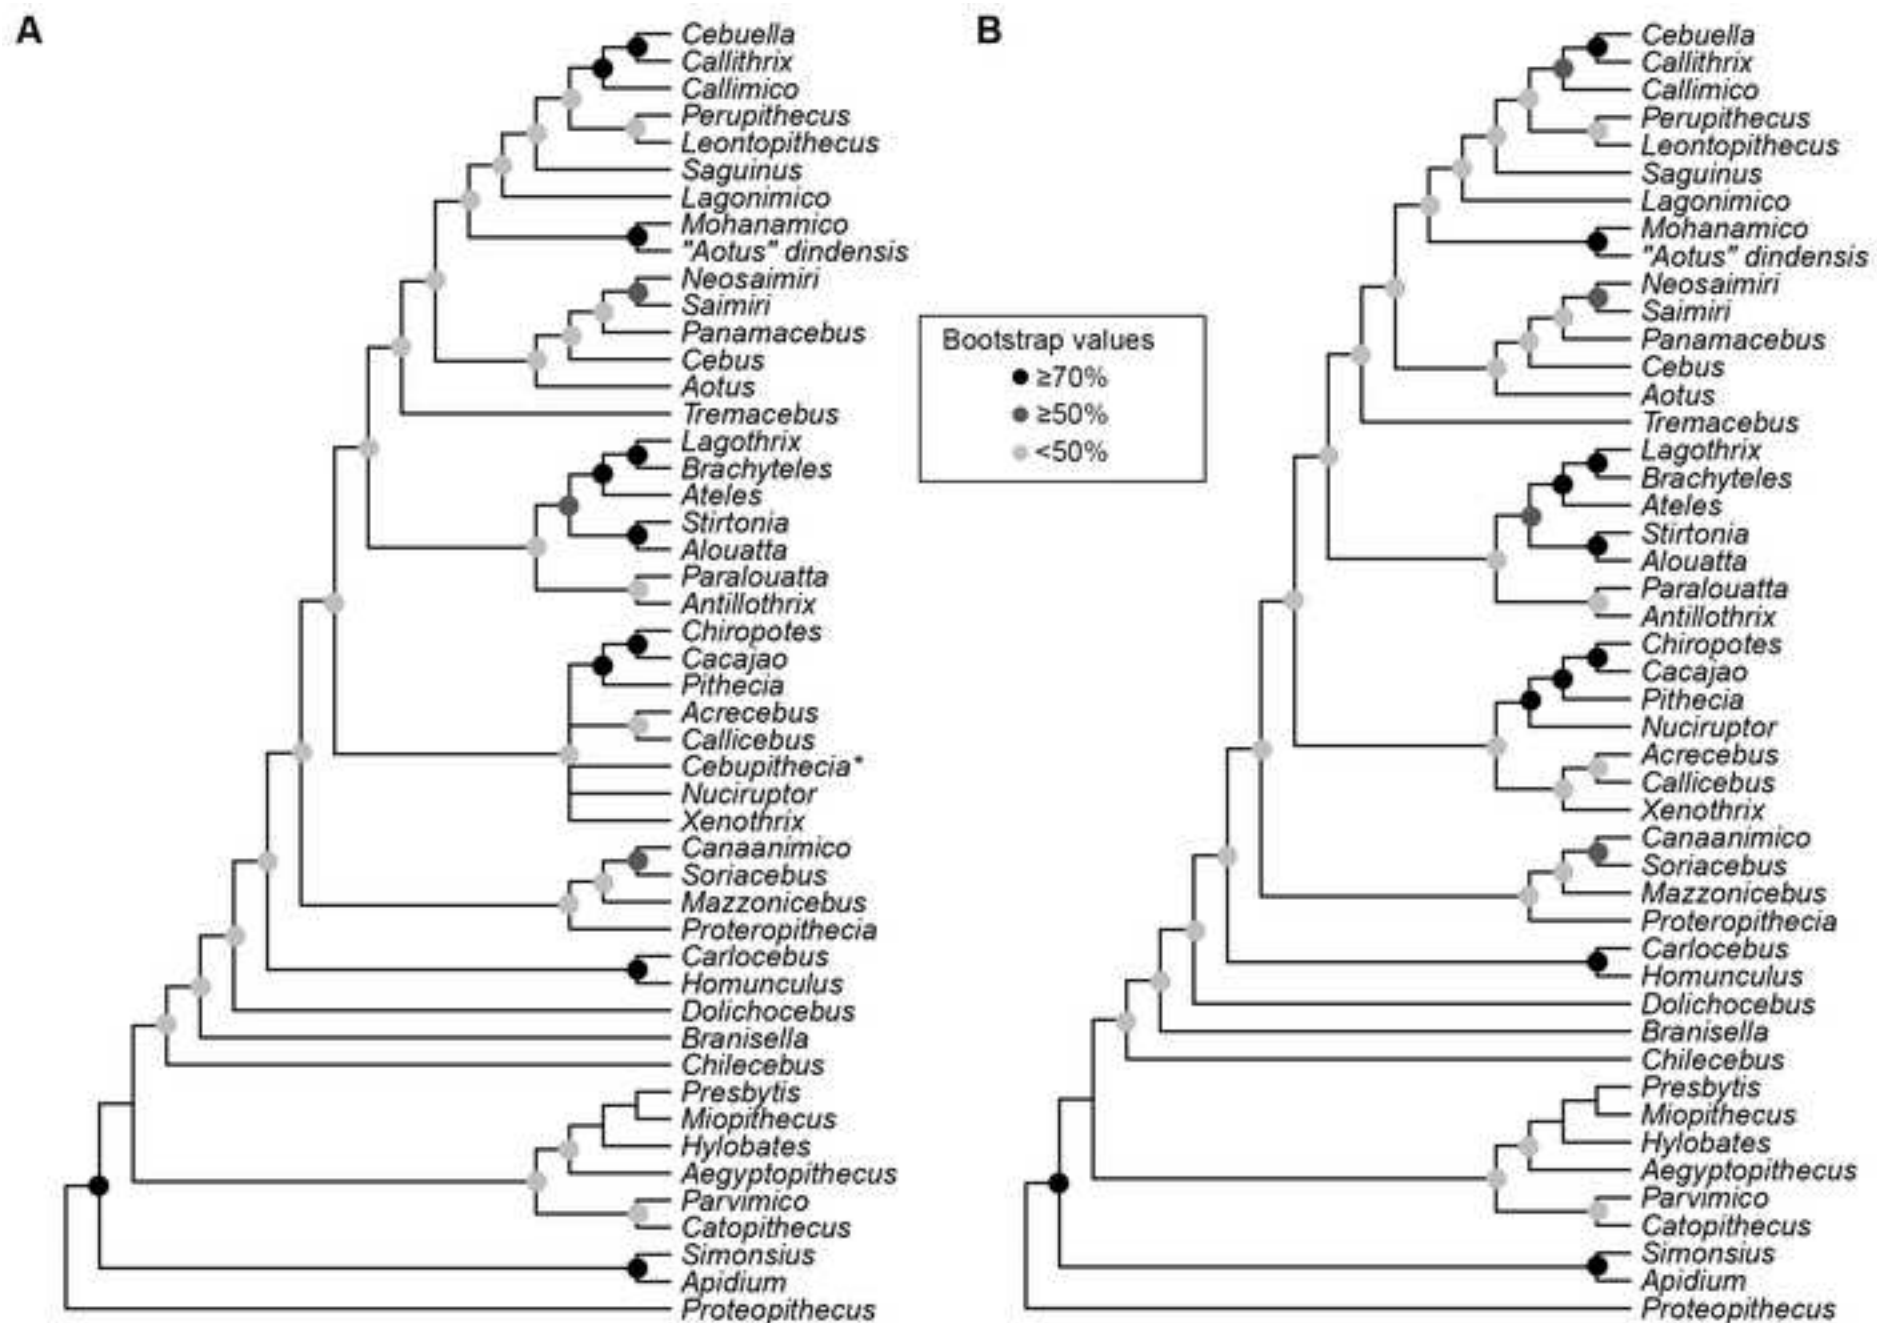 A
Cebuella
Callithrix
Callimico
Perupithecus
Leontopithecus
Saguinus
Lagonimico
Mohanamico
"Aotus" dindensis
Neosaimiri
Saimiri
Panamacebus
Cebus
Aotus
Tremacebus
Lagothrix
Brachyteles
Ateles
Stirtonia
Alouatta
Paralouatta
Antillothrix
Chiropotes
Cacajao
Pithecia
Acrecebus
Callicebus
Cebupithecia*
Nuciruptor
Xenothrix
Canaanimico
Soriacebus
Mazzonicebus
Proteropithecia
Carlocebus
Homunculus
Dolichocebus
Branisella
Chilecebus
Presbytis
Miopithecus
Hylobates
Aegyptopithecus
Parvimico
Catopithecus
Simonsius
Apidium
Proteopithecus
Bootstrap values
≥70%
≥50%
<50%
B
Cebuella
Callithrix
Callimico
Perupithecus
Leontopithecus
Saguinus
Lagonimico
Mohanamico
"Aotus" dindensis
Neosaimiri
Saimiri
Panamacebus
Cebus
Aotus
Tremacebus
Lagothrix
Brachyteles
Ateles
Stirtonia
Alouatta
Paralouatta
Antillothrix
Chiropotes
Cacajao
Pithecia
Nuciruptor
Acrecebus
Callicebus
Xenothrix
Canaanimico
Soriacebus
Mazzonicebus
Proteropithecia
Carlocebus
Homunculus
Dolichocebus
Branisella
Chilecebus
Presbytis
Miopithecus
Hylobates
Aegyptopithecus
Parvimico
Catopithecus
Simonsius
Apidium
Proteopithecus